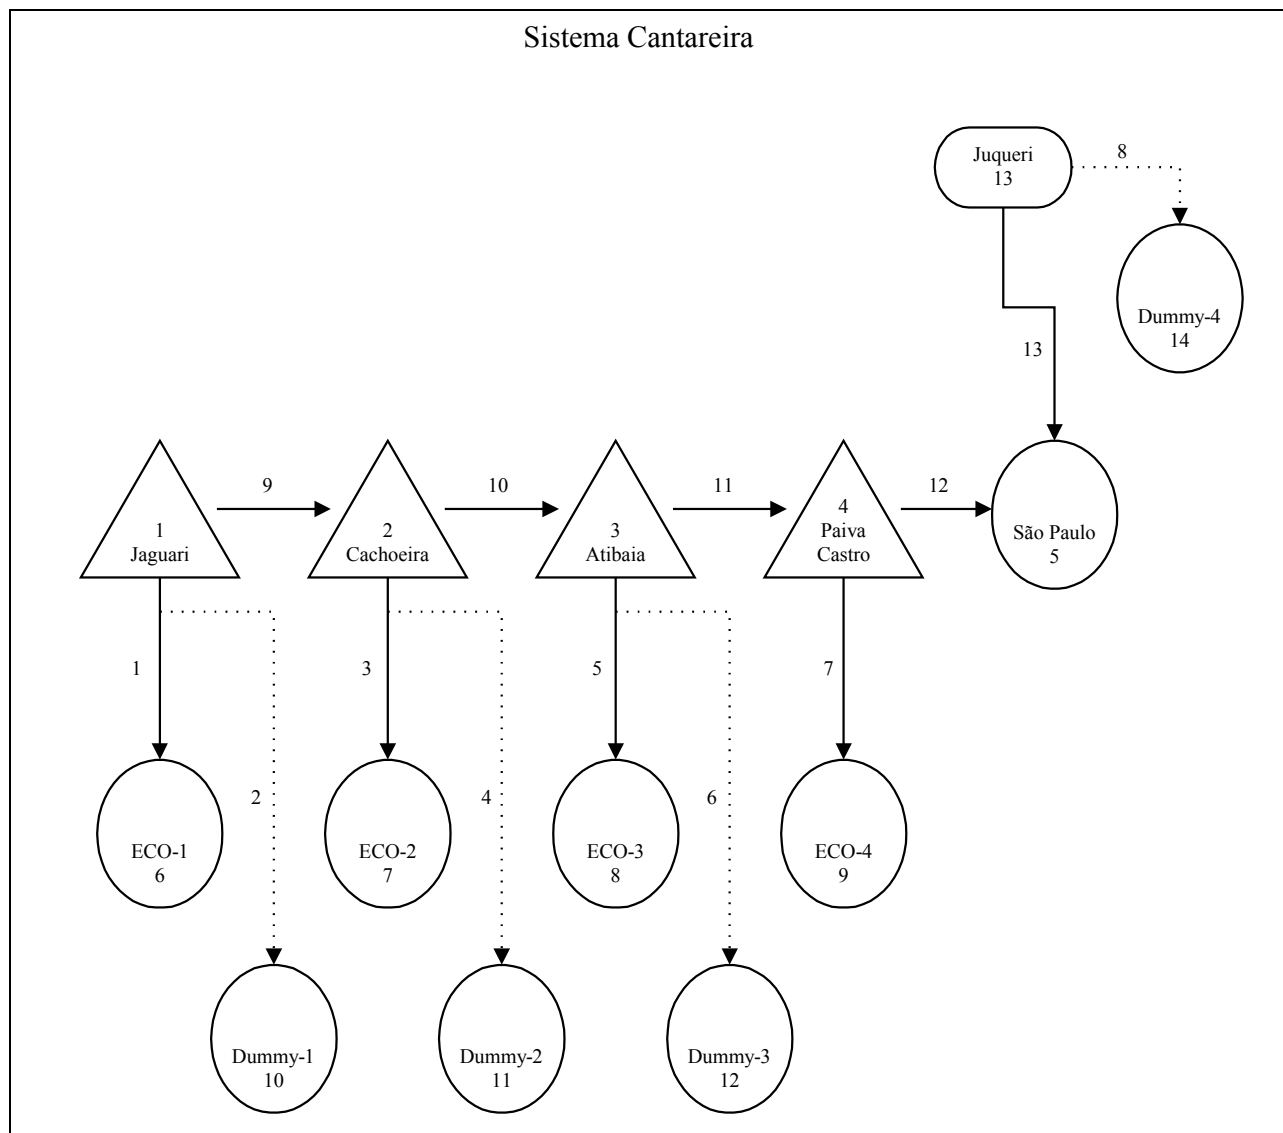 Sistema Cantareira
Juqueri
13
8
Dummy-4
14
13
9
10
11
12
1
Jaguari
2
Cachoeira
3
Atibaia
4
Paiva
Castro
São Paulo
5
1
3
5
7
2
4
6
ECO-1
6
ECO-2
7
ECO-3
8
ECO-4
9
Dummy-1
10
Dummy-2
11
Dummy-3
12